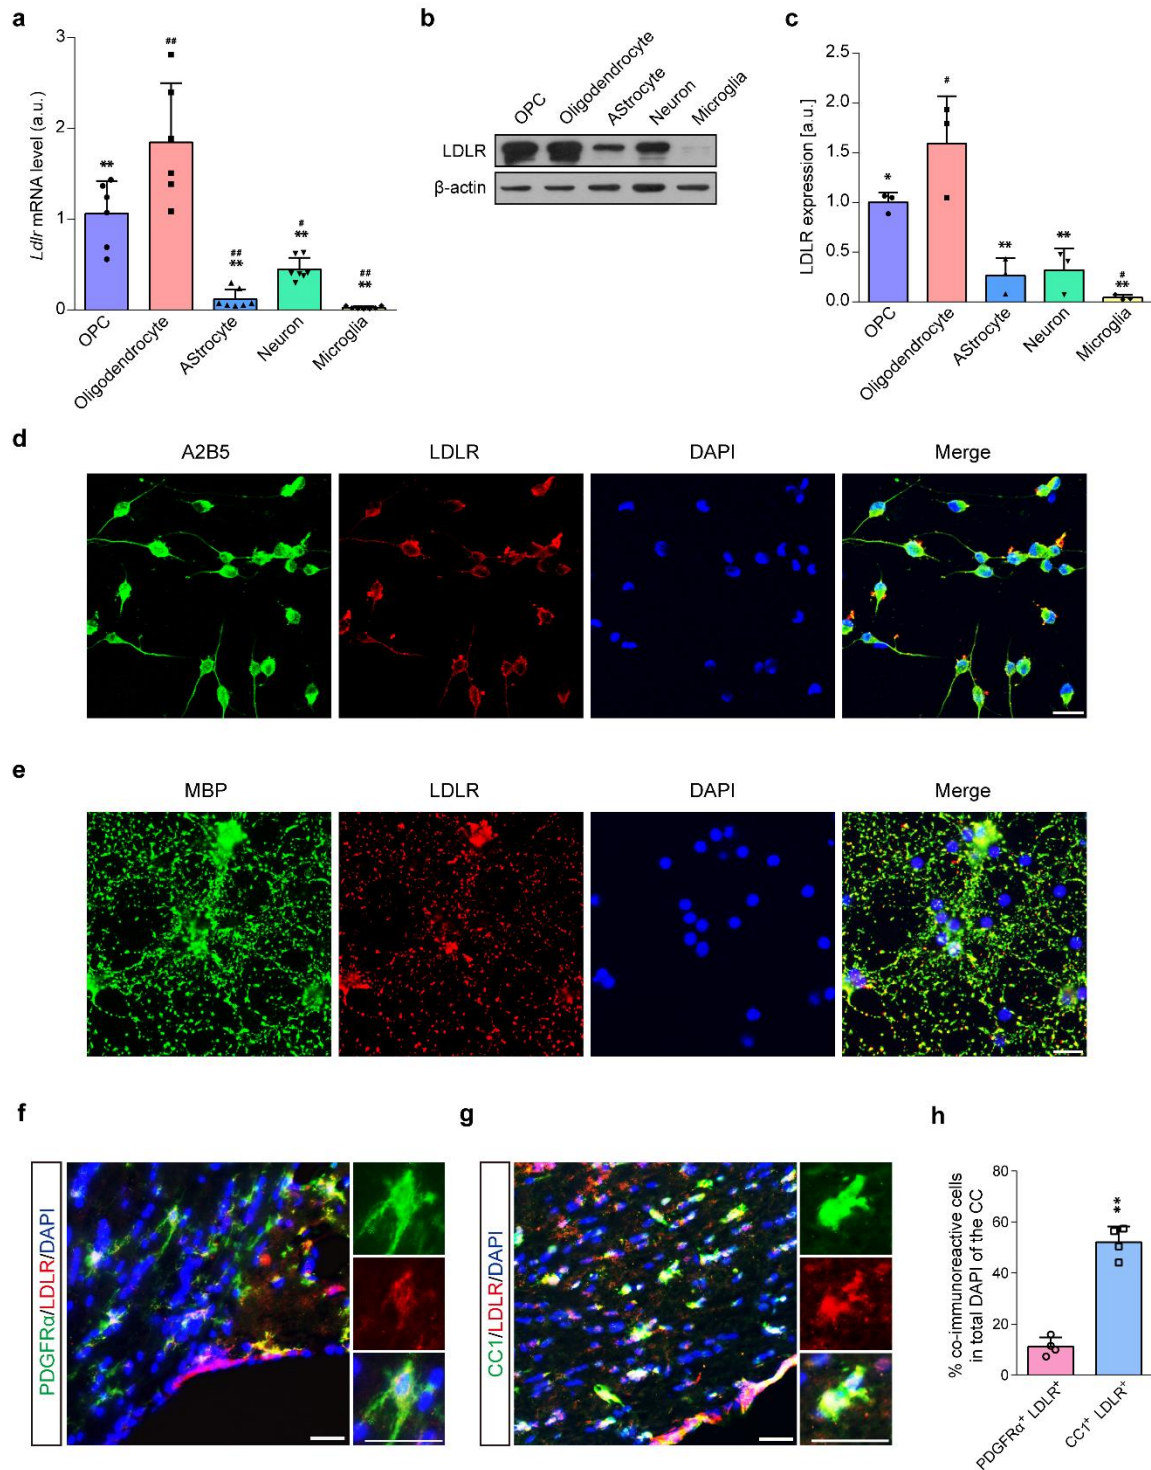 a
3
2
1
0
Ldlr mRNA level (a.u.)
**
##
##
**
#
**
##
**
OPC
Oligodendrocyte
AStrocyte
Neuron
Microglia
b
OPC
Oligodendrocyte
AStrocyte
Neuron
Microglia
LDLR
β-actin
c
2.5
2.0
1.5
1.0
0.5
0.0
LDLR expression [a.u.]
*
#
**
**
#
**
OPC
Oligodendrocyte
AStrocyte
Neuron
Microglia
d
A2B5 LDLR DAPI Merge
e
MBP LDLR DAPI Merge
f
PDGFRα/LDLR/DAPI
g
CC1/LDLR/DAPI
h
80
60
40
20
0
% co-immunoreactive cells
in total DAPI of the CC
**
PDGFRα⁺ LDLR⁺
CC1⁺ LDLR⁺